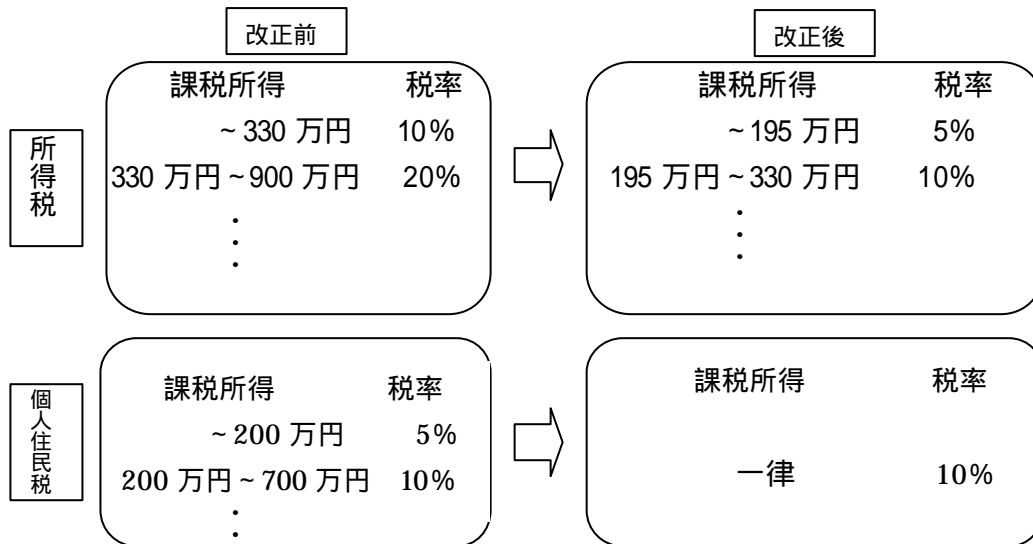 改正前
改正後
所得税
課税所得 税率
~330 万円 10%
330 万円~900 万円 20%
・
・
・
課税所得 税率
~195 万円 5%
195 万円~330 万円 10%
・
・
・
個人住民税
課税所得 税率
~200 万円 5%
200 万円~700 万円 10%
・
・
課税所得 税率
一律 10%